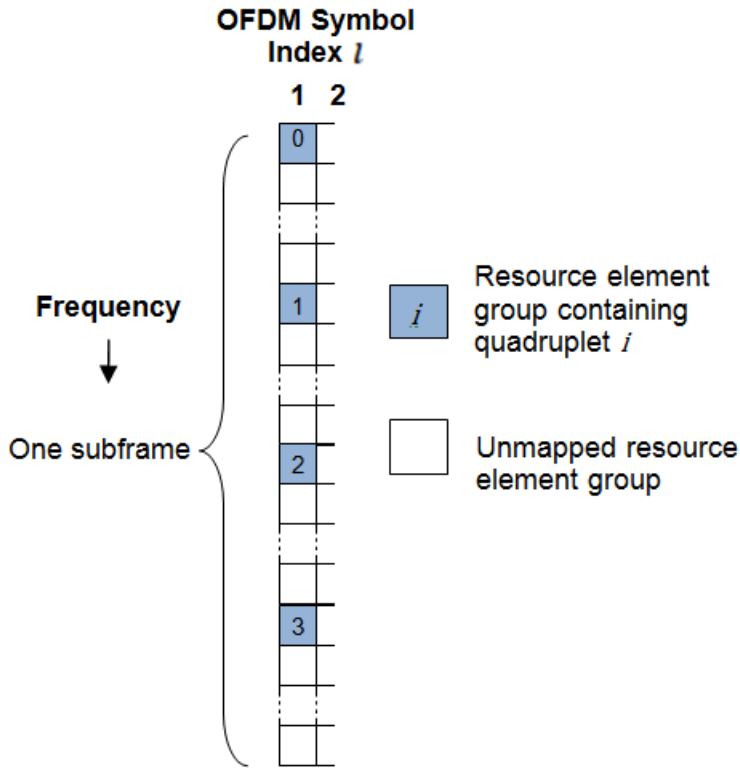 OFDM Symbol
Index l
1 2
0
1
2
3
Frequency
One subframe
i
Resource element
group containing
quadruplet i
Unmapped resource
element group